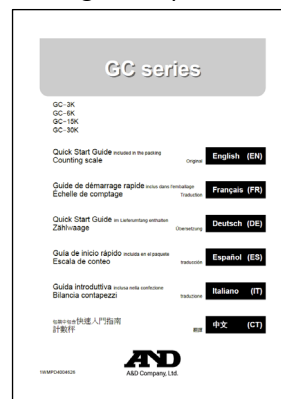 GC series
GC-3K
GC-6K
GC-15K
GC-30K
Quick Start Guide included in the packing
Counting scale Original English (EN)
Guide de démarrage rapide inclus dans l'emballage
Échelle de comptage Traduction Français (FR)
Quick Start Guide im Lieferumfang enthalten
Zählwaage Übersetzung Deutsch (DE)
Guía de inicio rápido incluida en el paquete
Escala de conteo traducción Español (ES)
Guida introduttiva inclusa nella confezione
Bilancia contapezzi traduzione Italiano (IT)
快速入門指南
計數秤 翻譯 中文 (CT)
AND
A&D Company, Ltd.
1WMPD4004626